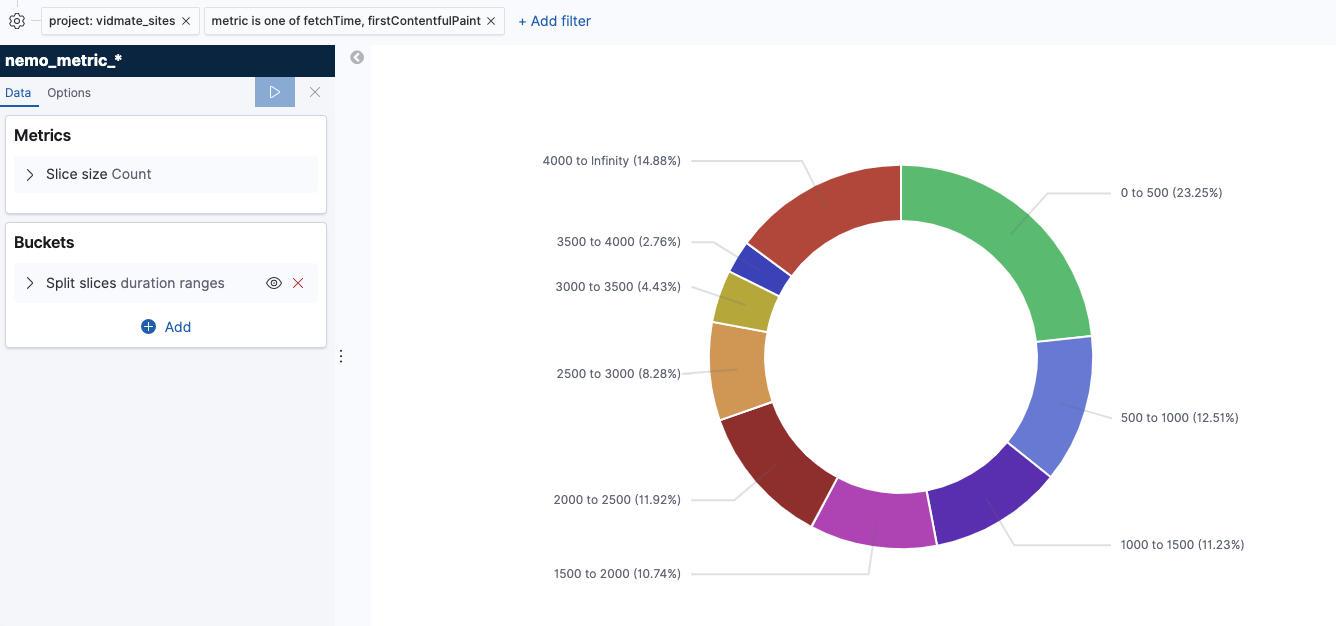 project: vidmate_sites ×
metric is one of fetchTime, firstContentfulPaint ×
+ Add filter
nemo_metric_*
Data Options
Metrics
Slice size Count
Buckets
Split slices duration ranges
Add
4000 to Infinity (14.88%)
0 to 500 (23.25%)
3500 to 4000 (2.76%)
3000 to 3500 (4.43%)
2500 to 3000 (8.28%)
500 to 1000 (12.51%)
2000 to 2500 (11.92%)
1000 to 1500 (11.23%)
1500 to 2000 (10.74%)